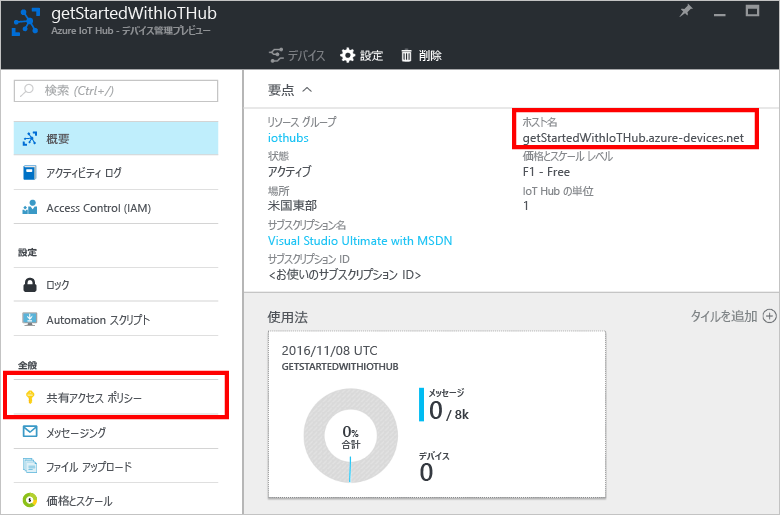 getStartedWithIoTHub
Azure IoT Hub - デバイス管理プレビュー
デバイス 設定 削除
検索 (Ctrl+/)
概要
アクティビティ ログ
Access Control (IAM)
設定
ロック
Automation スクリプト
全般
共有アクセス ポリシー
メッセージング
ファイル アップロード
価格とスケール
要点
リソース グループ
iothubs
状態
アクティブ
場所
米国東部
サブスクリプション名
Visual Studio Ultimate with MSDN
サブスクリプション ID
<お使いのサブスクリプション ID>
ホスト名
getStartedWithIoTHub.azure-devices.net
価格とスケール レベル
F1 - Free
IoT Hub の単位
1
使用法
タイルを追加
2016/11/08 UTC
GETSTARTEDWITHIOTHUB
0%
合計
メッセージ
0 / 8k
デバイス
0